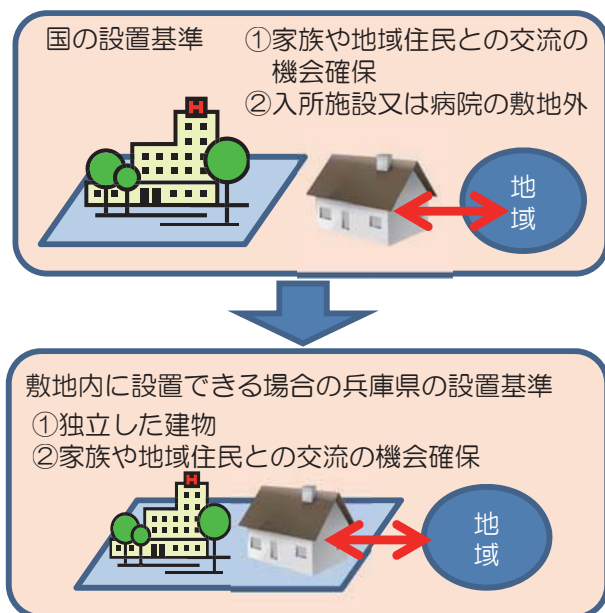 国の設置基準
①家族や地域住民との交流の
機会確保
②入所施設又は病院の敷地外
H
地
域
敷地内に設置できる場合の兵庫県の設置基準
①独立した建物
②家族や地域住民との交流の機会確保
H
地
域